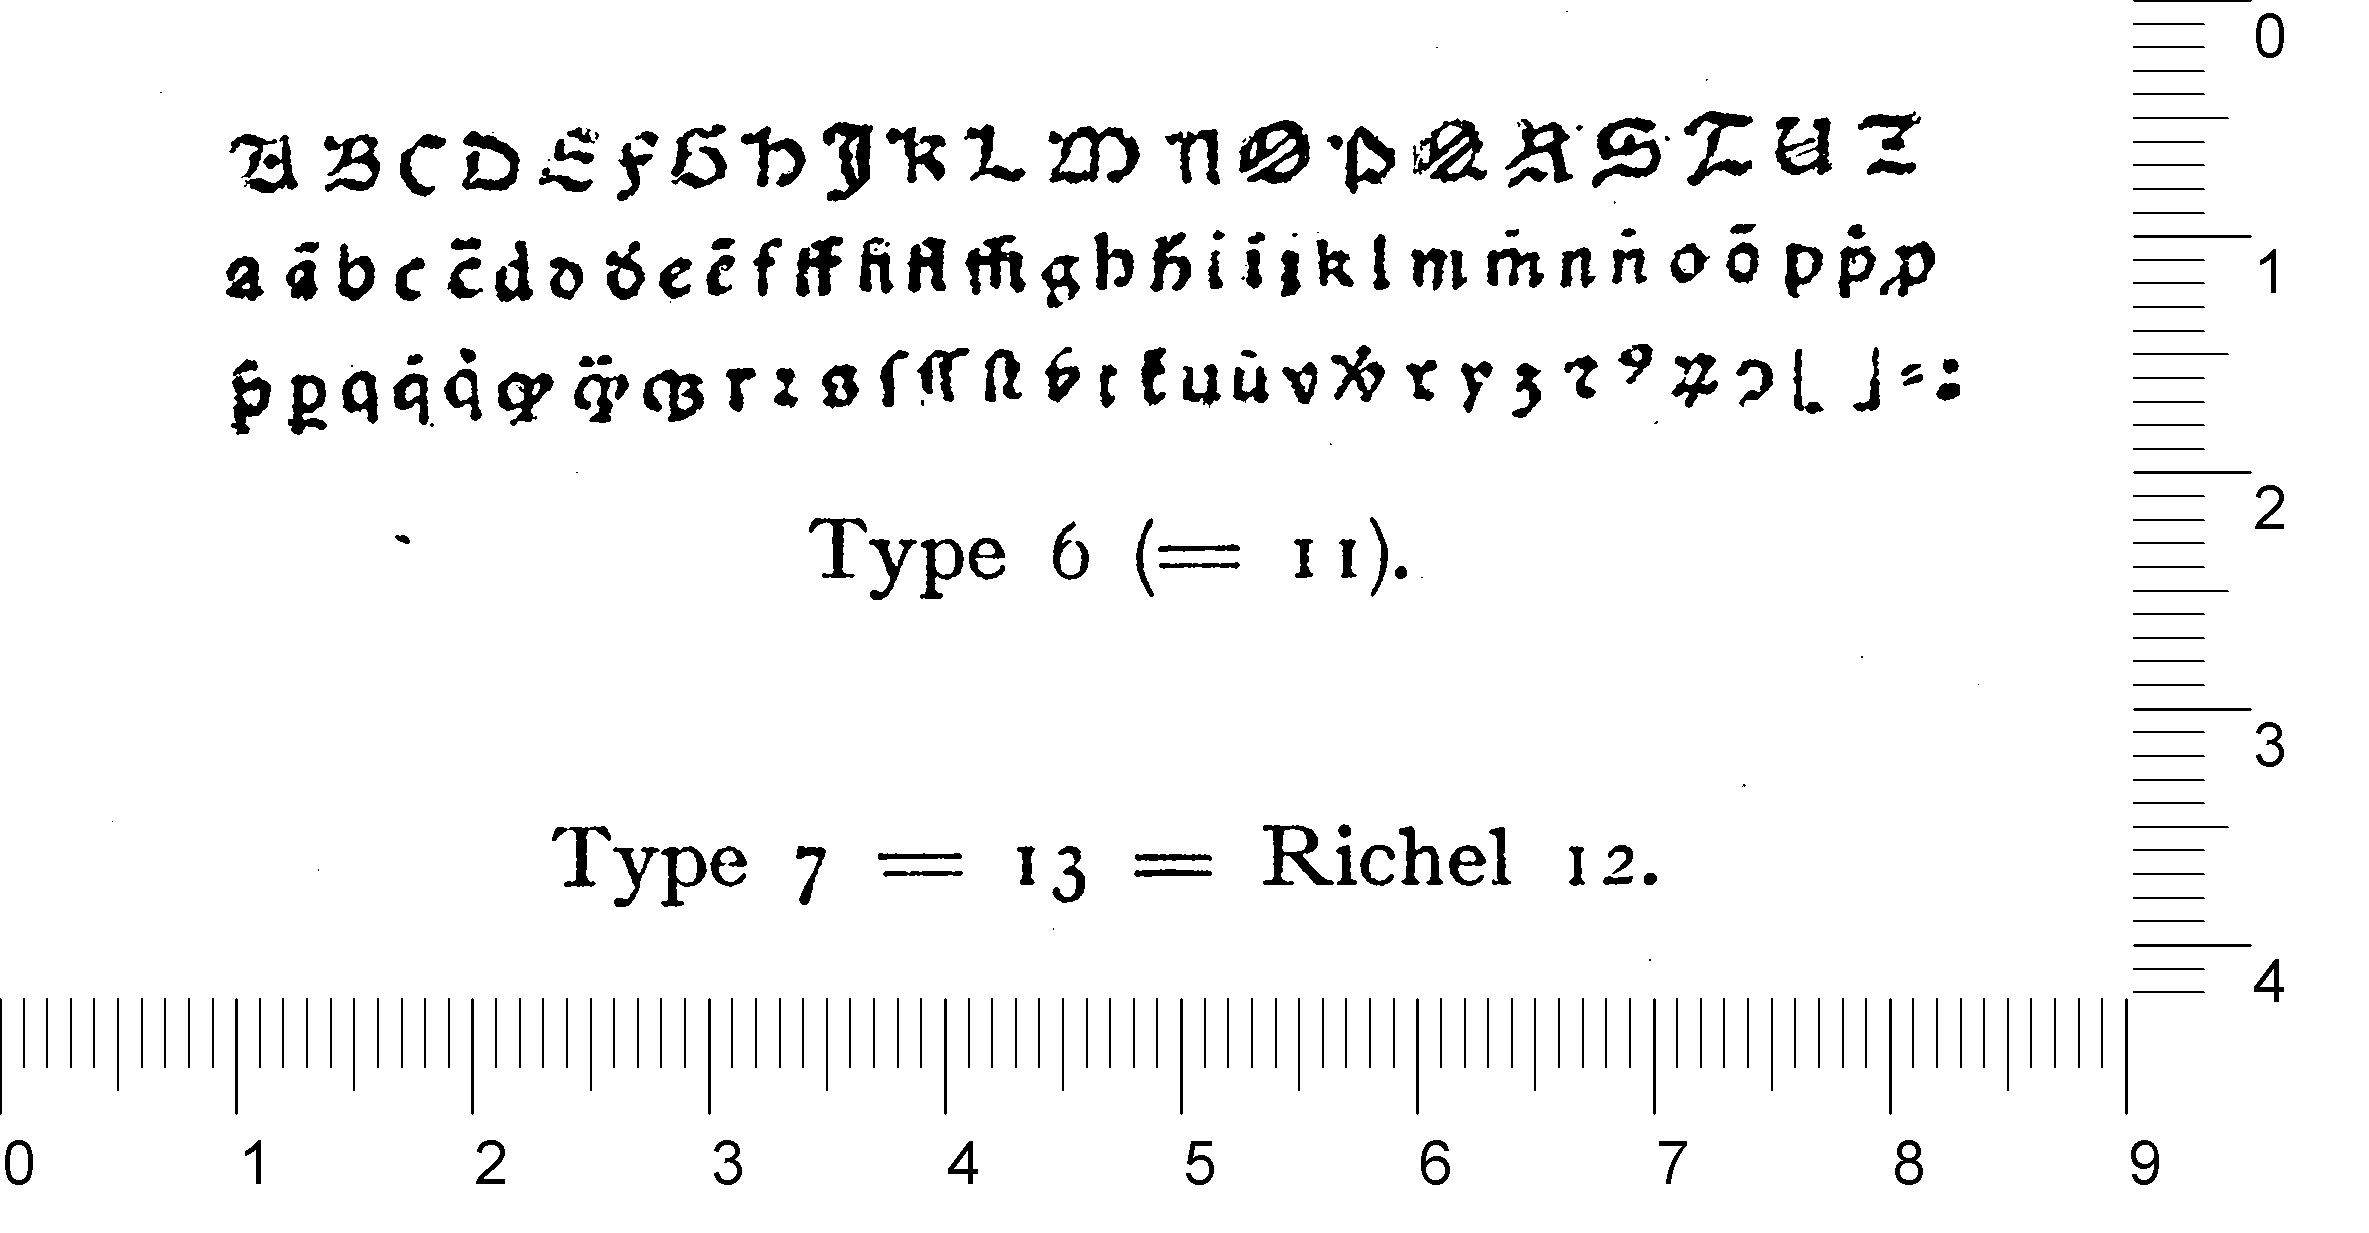 A B C D E F G H J K L M N O P Q R S T U Z
a ā b c c̄ d d e ē f ff fi fl ffi g h i k l m n o ō p
q r ꝛ s ſ ſſ ſt t u v x y z ꝰ ꝝ ɔ : 
Type 6 (= 11).
Type 7 = 13 = Richel 12.
0 1 2 3 4
0 1 2 3 4 5 6 7 8 9